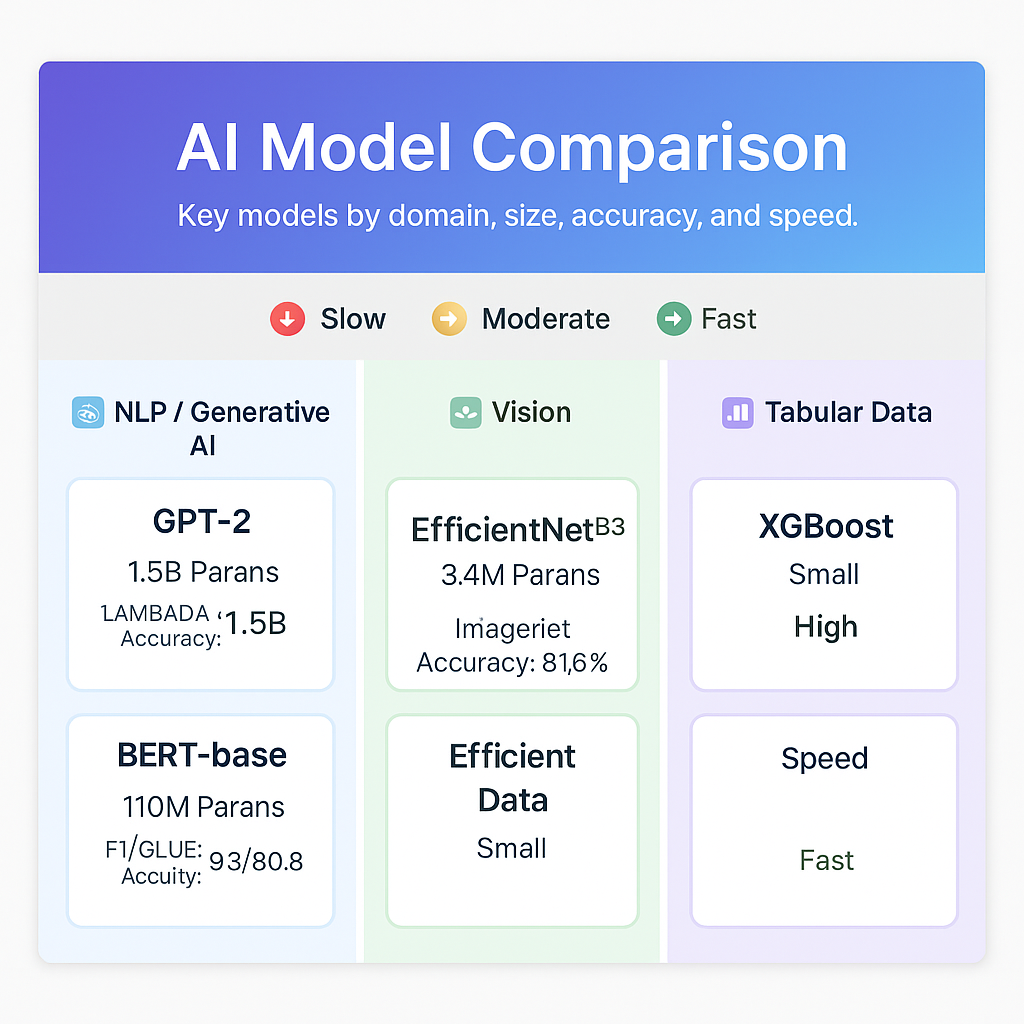 AI Model Comparison
Key models by domain, size, accuracy, and speed.
Slow Moderate Fast
NLP / Generative
AI
GPT-2
1.5B Parans
LAMBADA
Accuracy:
‘1.5B
BERT-base
110M Parans
F1/GLUE:
Accuity:
93/80.8
Vision
EfficientNetB3
3.4M Parans
Imageriet
Accuracy: 81,6%
Efficient
Data
Small
Tabular Data
XGBoost
Small
High
Speed
Fast